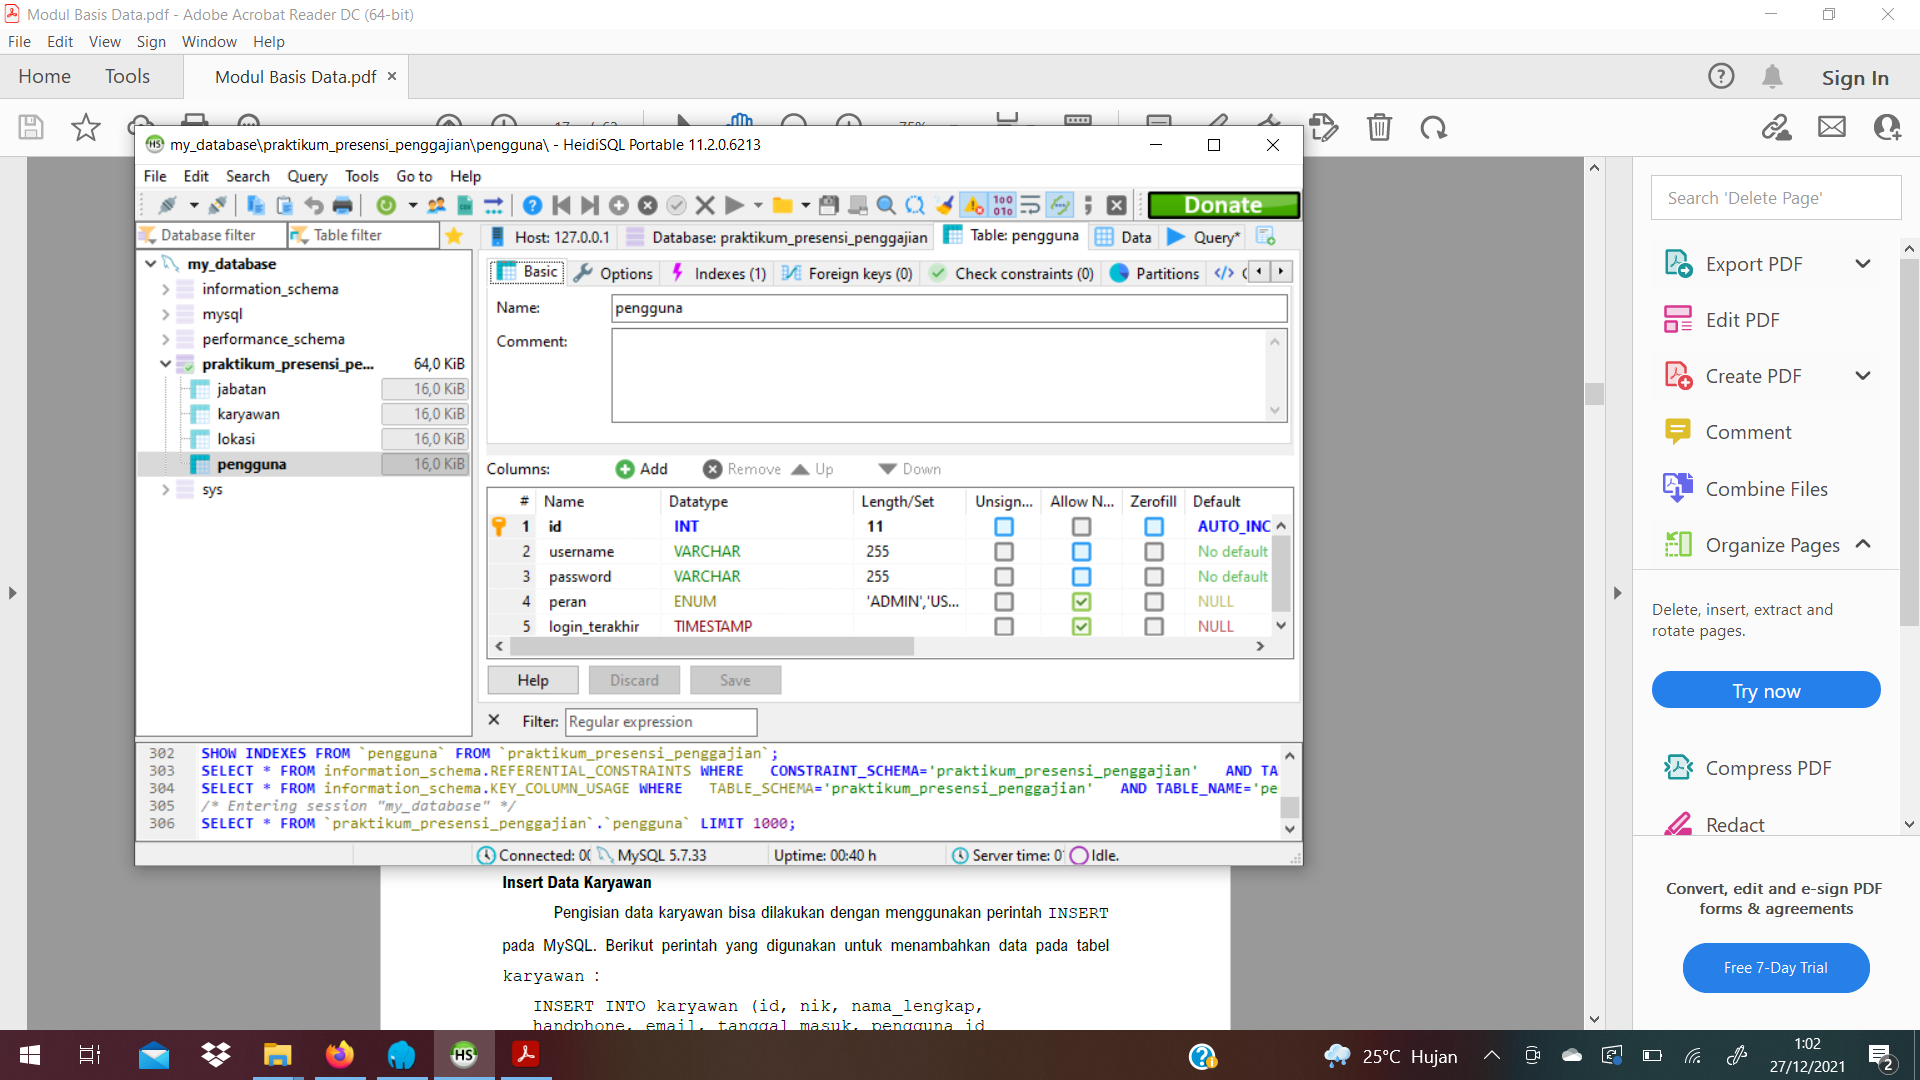 Modul Basis Data.pdf - Adobe Acrobat Reader DC (64-bit)
File Edit View Sign Window Help
Home Tools Modul Basis Data.pdf × Sign In
my_database\praktikum_presensi_penggajian\pengguna\ - HeidiSQL Portable 11.2.0.6213
File Edit Search Query Tools Go to Help
Donate
Database filter Table filter Host: 127.0.0.1 Database: praktikum_presensi_penggajian Table: pengguna Data Query*
my_database
information_schema
mysql
performance_schema
praktikum_presensi_pe... 64,0 KiB
jabatan 16,0 KiB
karyawan 16,0 KiB
lokasi 16,0 KiB
pengguna 16,0 KiB
sys
Basic Options Indexes (1) Foreign keys (0) Check constraints (0) Partitions
Name: pengguna
Comment:
Columns: Add Remove Up Down
# Name Datatype Length/Set Unsign... Allow N... Zerofill Default
1 id INT 11 AUTO_INC
2 username VARCHAR 255 No default
3 password VARCHAR 255 No default
4 peran ENUM 'ADMIN','US... NULL
5 login_terakhir TIMESTAMP NULL
Help Discard Save
× Filter: Regular expression
302 SHOW INDEXES FROM `pengguna` FROM `praktikum_presensi_penggajian`;
303 SELECT * FROM information_schema.REFERENTIAL_CONSTRAINTS WHERE CONSTRAINT_SCHEMA='praktikum_presensi_penggajian' AND TA
304 SELECT * FROM information_schema.KEY_COLUMN_USAGE WHERE TABLE_SCHEMA='praktikum_presensi_penggajian' AND TABLE_NAME='pe
305 /* Entering session "my_database" */
306 SELECT * FROM `praktikum_presensi_penggajian`.`pengguna` LIMIT 1000;
Connected: 00 MySQL 5.7.33 Uptime: 00:40 h Server time: 0 Idle.
Insert Data Karyawan
Pengisian data karyawan bisa dilakukan dengan menggunakan perintah INSERT
pada MySQL. Berikut perintah yang digunakan untuk menambahkan data pada tabel
karyawan :
INSERT INTO karyawan (id, nik, nama_lengkap,
handphone, email, tanggal_masuk, pengguna_id
Search 'Delete Page'
Export PDF
Edit PDF
Create PDF
Comment
Combine Files
Organize Pages
Delete, insert, extract and
rotate pages.
Try now
Compress PDF
Redact
Convert, edit and e-sign PDF
forms & agreements
Free 7-Day Trial
25°C Hujan
1:02
27/12/2021
2